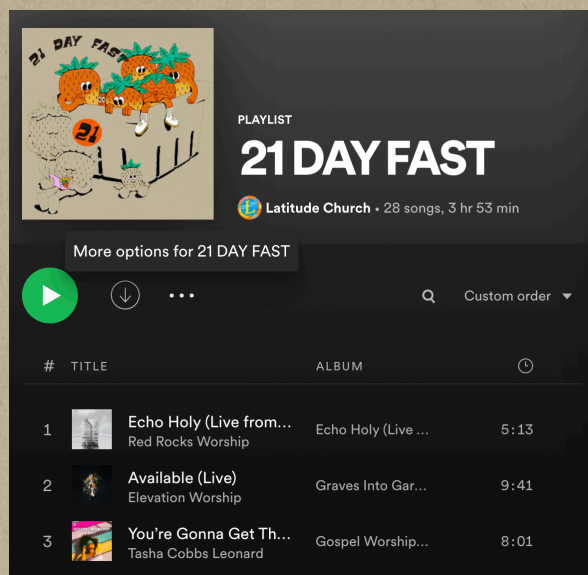 21 DAY FAST
21
PLAYLIST
21 DAY FAST
Latitude Church • 28 songs, 3 hr 53 min
More options for 21 DAY FAST
Custom order
# TITLE ALBUM
1 Echo Holy (Live from... Echo Holy (Live ... 5:13
Red Rocks Worship
2 Available (Live) Graves Into Gar... 9:41
Elevation Worship
3 You're Gonna Get Th... Gospel Worship... 8:01
Tasha Cobbs Leonard